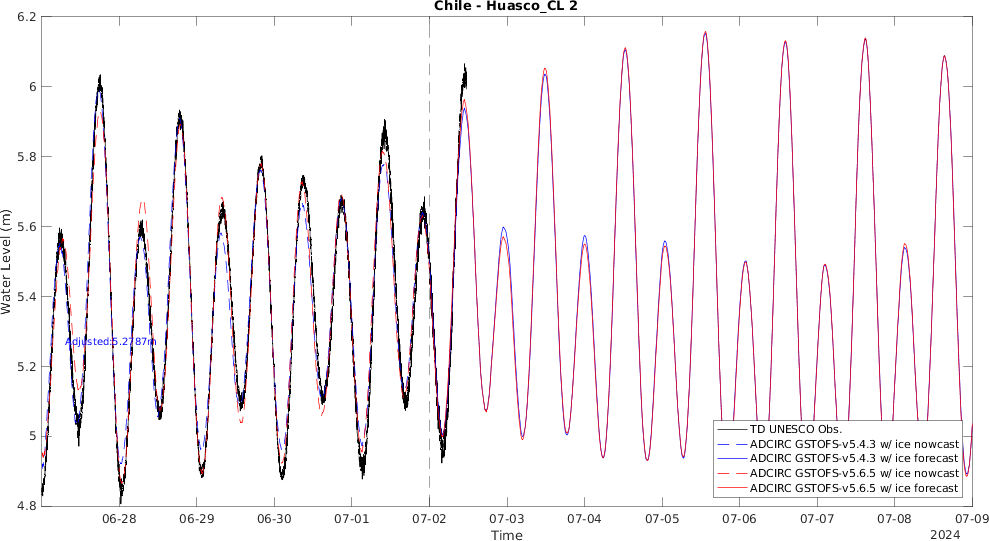 Chile - Huasco_CL 2
6.2
6
5.8
5.6
5.4
5.2
5
4.8
Water Level (m)
Adjusted:5.2787m
TD UNESCO Obs.
ADCIRC GSTOFS-v5.4.3 w/ ice nowcast
ADCIRC GSTOFS-v5.4.3 w/ ice forecast
ADCIRC GSTOFS-v5.6.5 w/ ice nowcast
ADCIRC GSTOFS-v5.6.5 w/ ice forecast
06-28 06-29 06-30 07-01 07-02 07-03 07-04 07-05 07-06 07-07 07-08 07-09
Time
2024